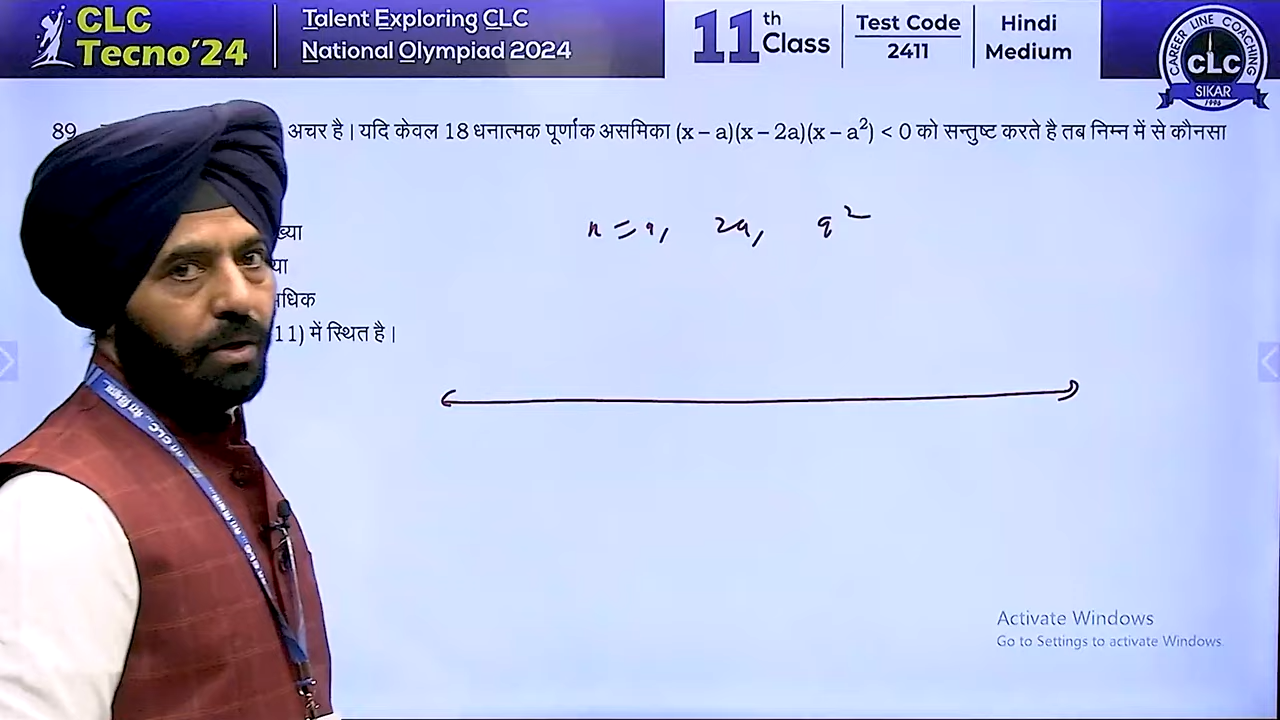 CLC
Tecno'24
Talent Exploring CLC
National Olympiad 2024
11th Class
Test Code
2411
Hindi
Medium
CAREER LINE COACHING
CLC
SIKAR
1996
89
अचर है। यदि केवल 18 धनात्मक पूर्णांक असमिका (x – a)(x – 2a)(x – a²) < 0 को सन्तुष्ट करते है तब निम्न में से कौनसा
11) में स्थित है।
2a,
Activate Windows
Go to Settings to activate Windows.